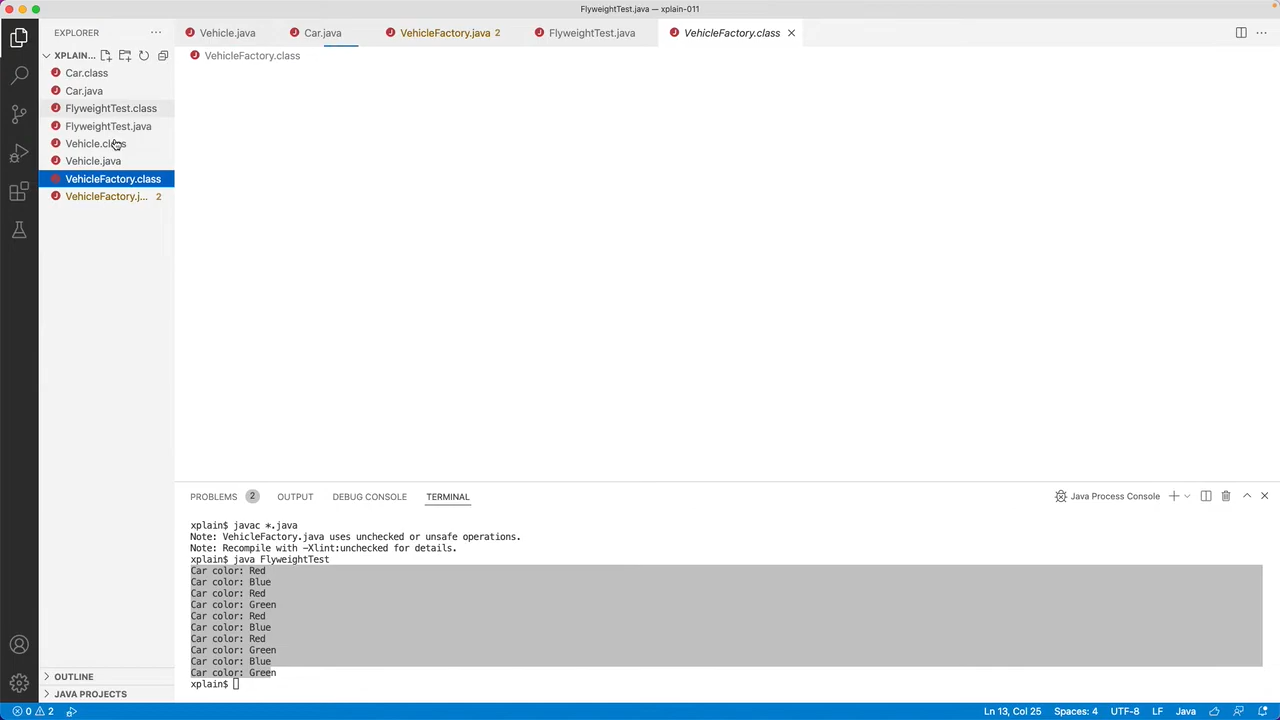 FlyweightTest.java — xplain-011
EXPLORER
Vehicle.java
Car.java
VehicleFactory.java 2
FlyweightTest.java
VehicleFactory.class
XPLAIN...
VehicleFactory.class
Car.class
Car.java
FlyweightTest.class
FlyweightTest.java
Vehicle.class
Vehicle.java
VehicleFactory.class
VehicleFactory.j... 2
PROBLEMS 2
OUTPUT
DEBUG CONSOLE
TERMINAL
Java Process Console
xplain$ javac *.java
Note: VehicleFactory.java uses unchecked or unsafe operations.
Note: Recompile with -Xlint:unchecked for details.
xplain$ java FlyweightTest
Car color: Red
Car color: Blue
Car color: Red
Car color: Green
Car color: Red
Car color: Blue
Car color: Red
Car color: Green
Car color: Blue
Car color: Green
xplain$
OUTLINE
JAVA PROJECTS
0 2
Ln 13, Col 25
Spaces: 4
UTF-8
LF
Java